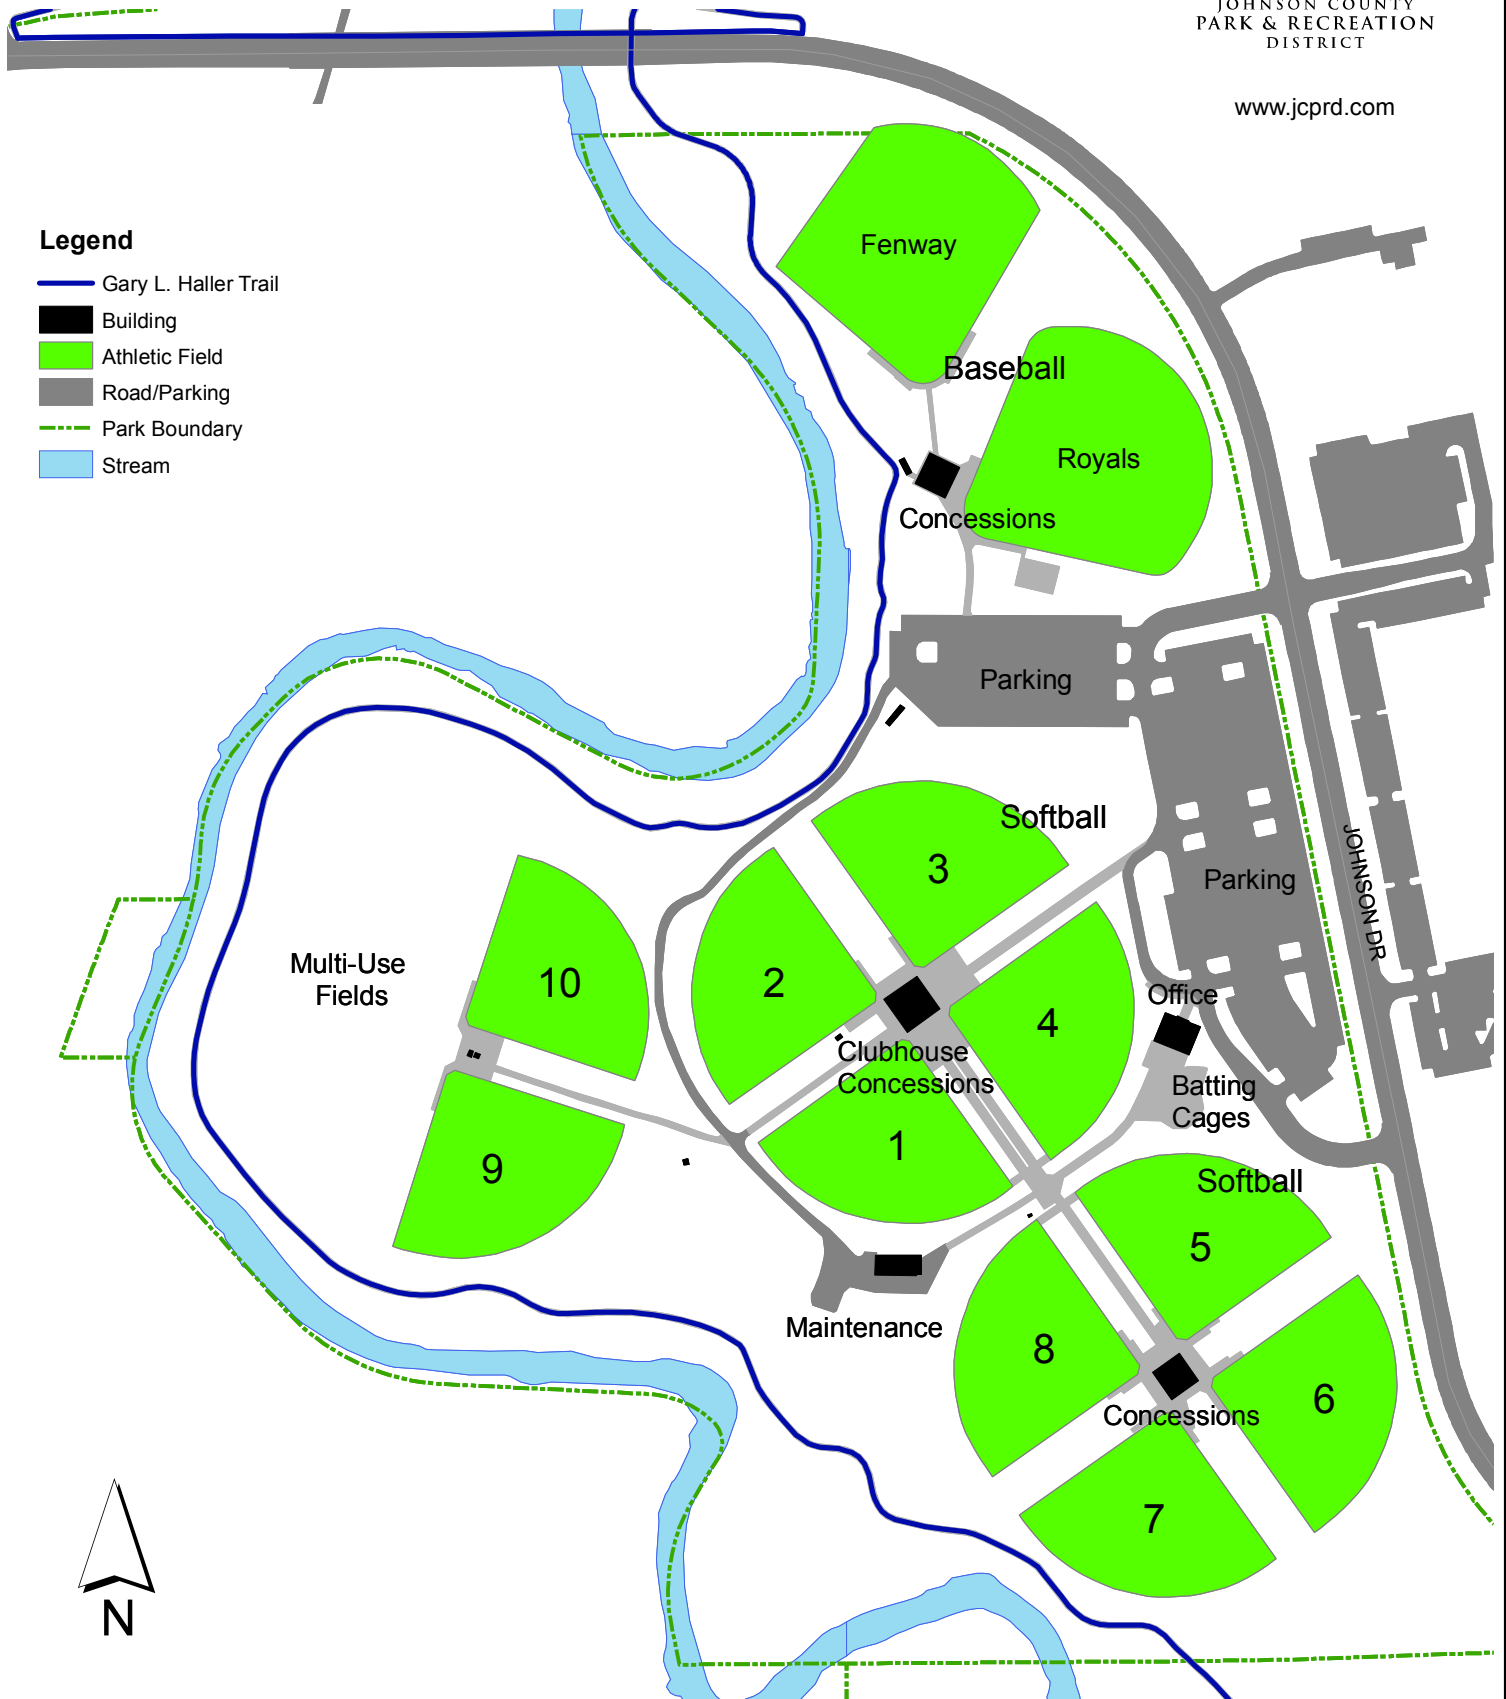 JOHNSON COUNTY
PARK & RECREATION
DISTRICT
www.jcprd.com
Legend
Gary L. Haller Trail
Building
Athletic Field
Road/Parking
Park Boundary
Stream
Fenway
Baseball
Royals
Concessions
Parking
Softball
3
Parking
JOHNSON DR
Multi-Use
Fields
10
2
4
Office
Clubhouse
Concessions
Batting
Cages
1
9
Softball
5
Maintenance
8
6
Concessions
7
N